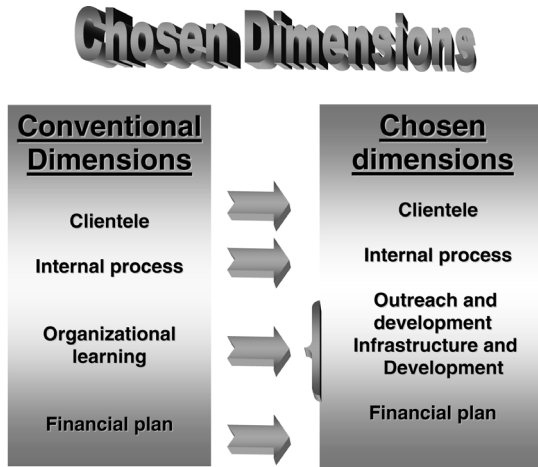 Chosen Dimensions
Conventional
Dimensions
Clientele
Internal process
Organizational
learning
Financial plan
Chosen
dimensions
Clientele
Internal process
Outreach and
development
Infrastructure and
Development
Financial plan